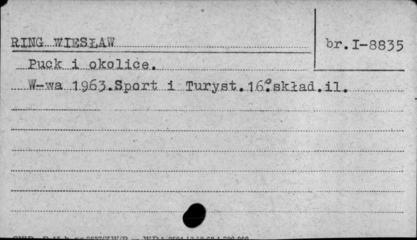 RING WIESŁAW
br.I-8835
Puck i okolice.
W-wa 1963.Sport i Turyst.16°skład.il.